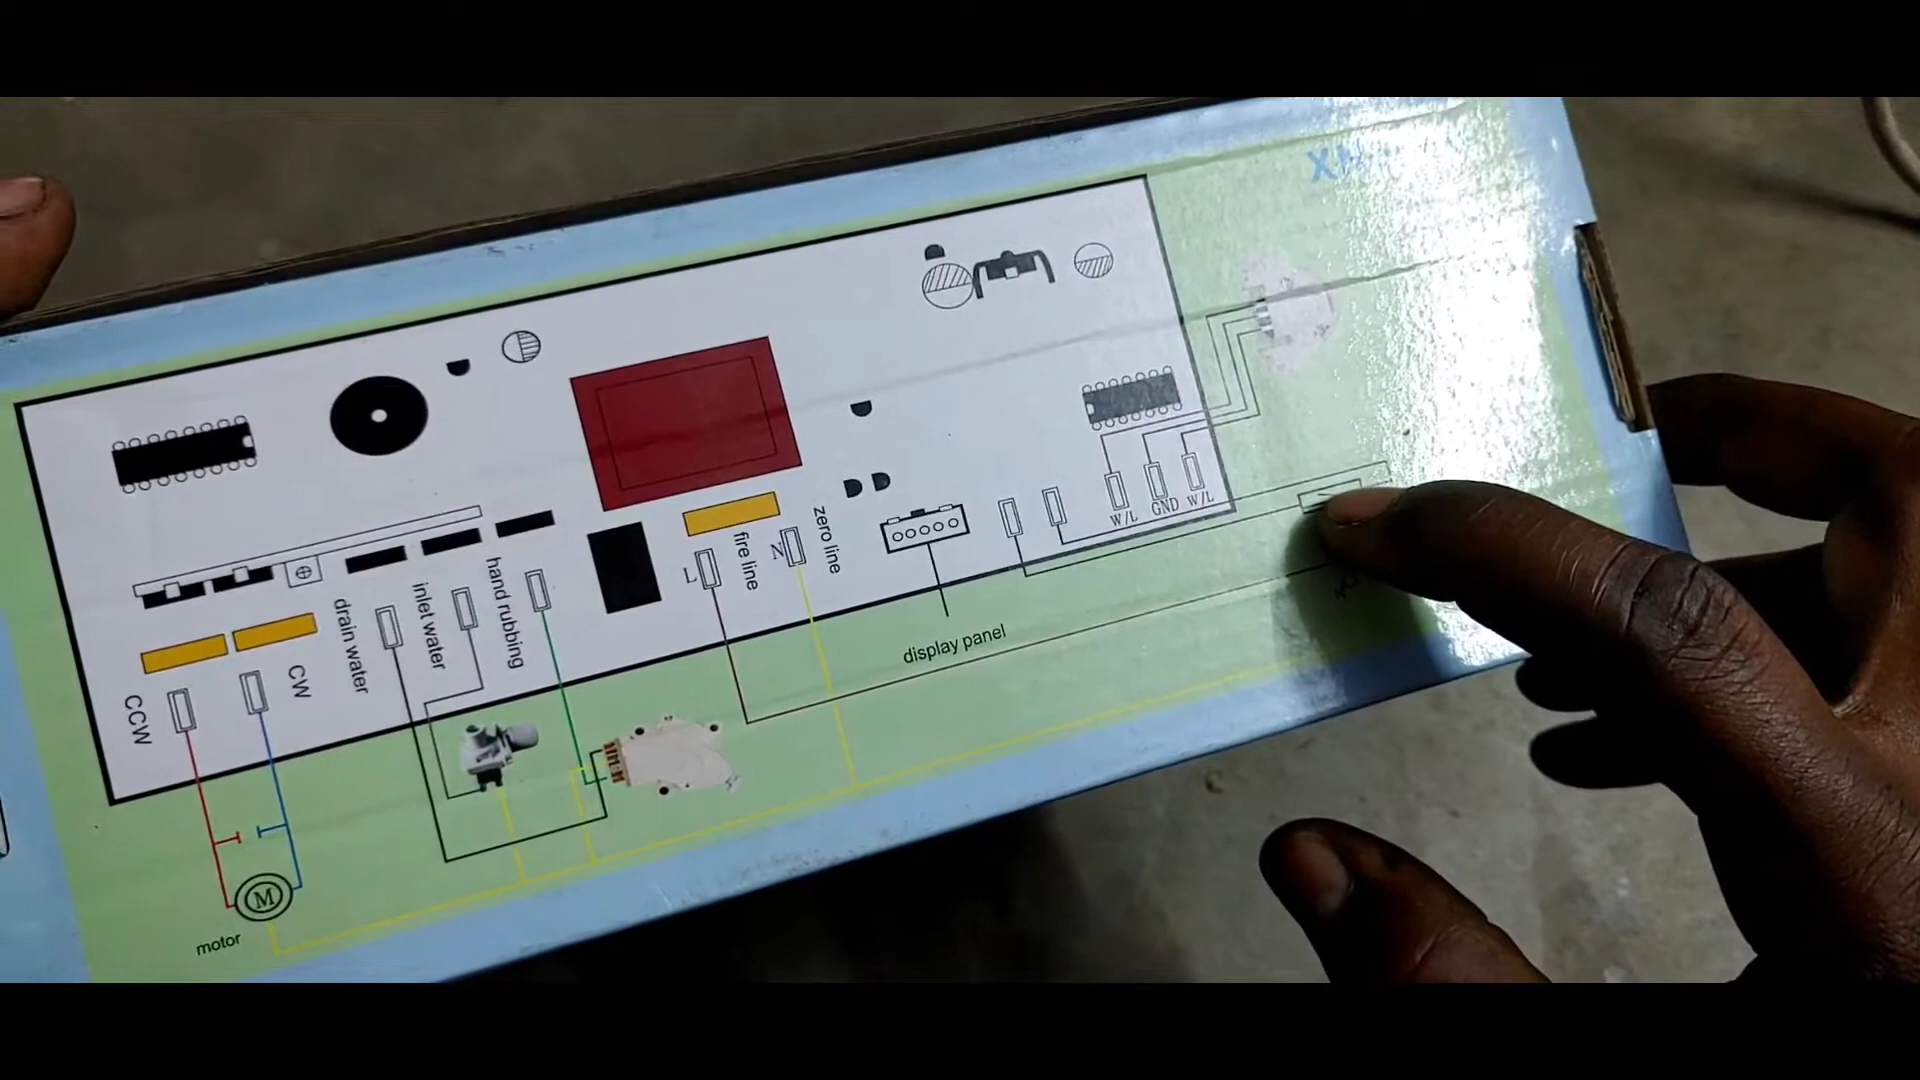 W/L
GND
W/L
zero line
N
fire line
L
display panel
hand rubbing
inlet water
drain water
CW
CCW
M
motor